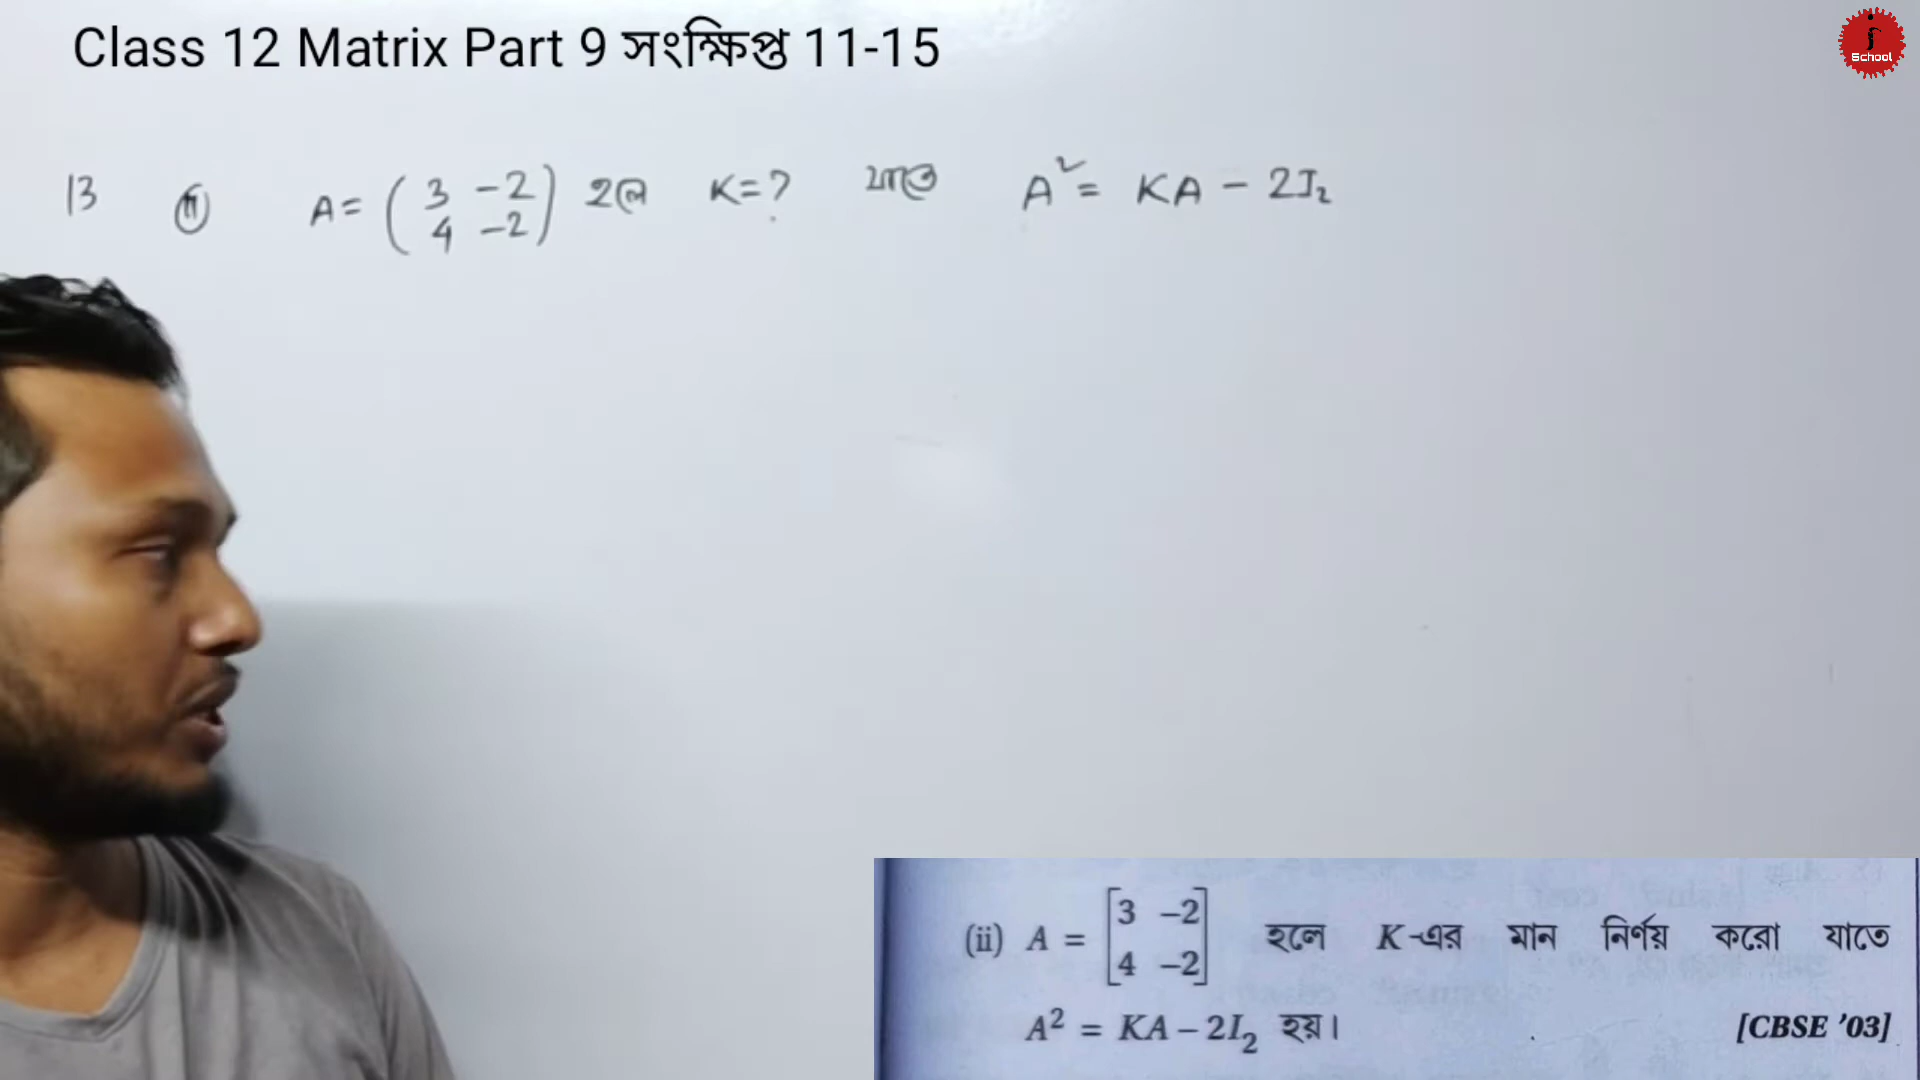 Class 12 Matrix Part 9 সংক্ষিপ্ত 11-15
School
13 (ii) A = ( 3 -2 হলে K=? যাতে A² = KA - 2I₂
4 -2 )
(ii) A = [ 3 -2 হলে K-এর মান নির্ণয় করো যাতে
4 -2 ]
A² = KA – 2I₂ হয়। [CBSE ’03]